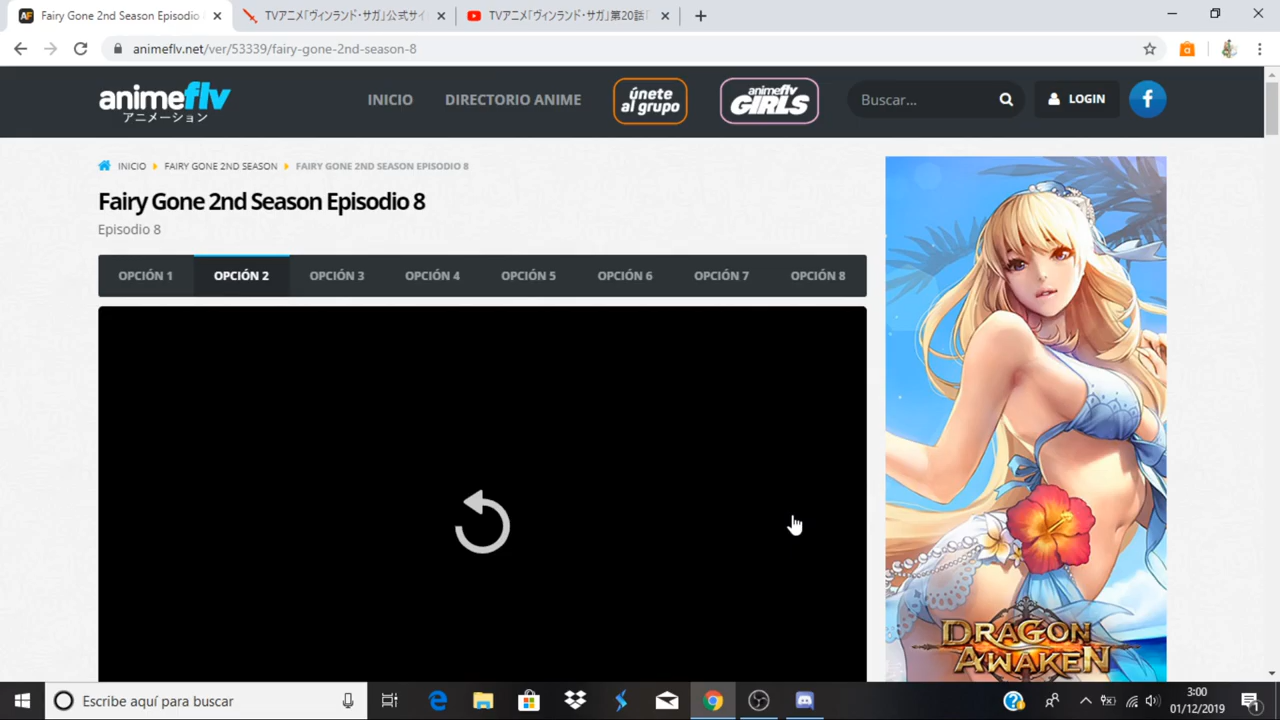 Fairy Gone 2nd Season Episodio
TVアニメ「ヴィンランド・サガ」公式サイ
TVアニメ「ヴィンランド・サガ」第20話「
animeflv.net/ver/53339/fairy-gone-2nd-season-8
animeflv
アニメーション
INICIO
DIRECTORIO ANIME
únete
al grupo
animeflv
GIRLS
Buscar...
LOGIN
INICIO
FAIRY GONE 2ND SEASON
FAIRY GONE 2ND SEASON EPISODIO 8
Fairy Gone 2nd Season Episodio 8
Episodio 8
OPCIÓN 1
OPCIÓN 2
OPCIÓN 3
OPCIÓN 4
OPCIÓN 5
OPCIÓN 6
OPCIÓN 7
OPCIÓN 8
DRAGON
AWAKEN
Escribe aquí para buscar
3:00
01/12/2019
1